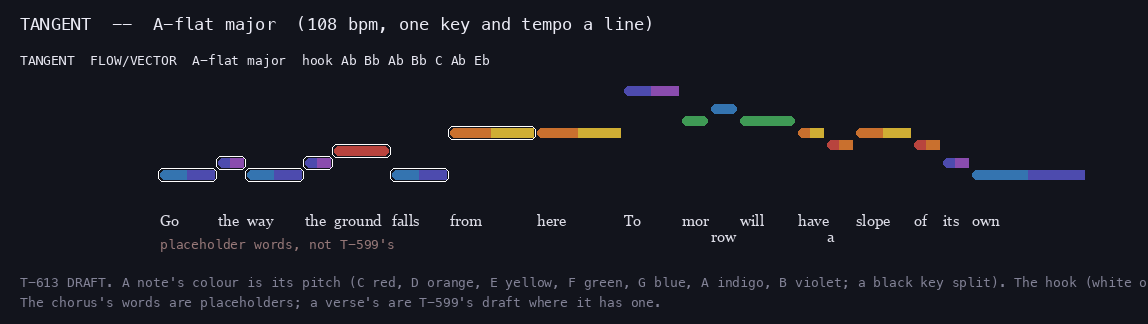 TANGENT —— A-flat major (108 bpm, one key and tempo a line)
TANGENT FLOW/VECTOR A-flat major hook Ab Bb Ab Bb C Ab Eb
Go the way the ground falls from here To mor will have slope of its own
row a
placeholder words, not T-599's
T-613 DRAFT. A note's colour is its pitch (C red, D orange, E yellow, F green, G blue, A indigo, B violet; a black key split). The hook (white o
The chorus's words are placeholders; a verse's are T-599's draft where it has one.